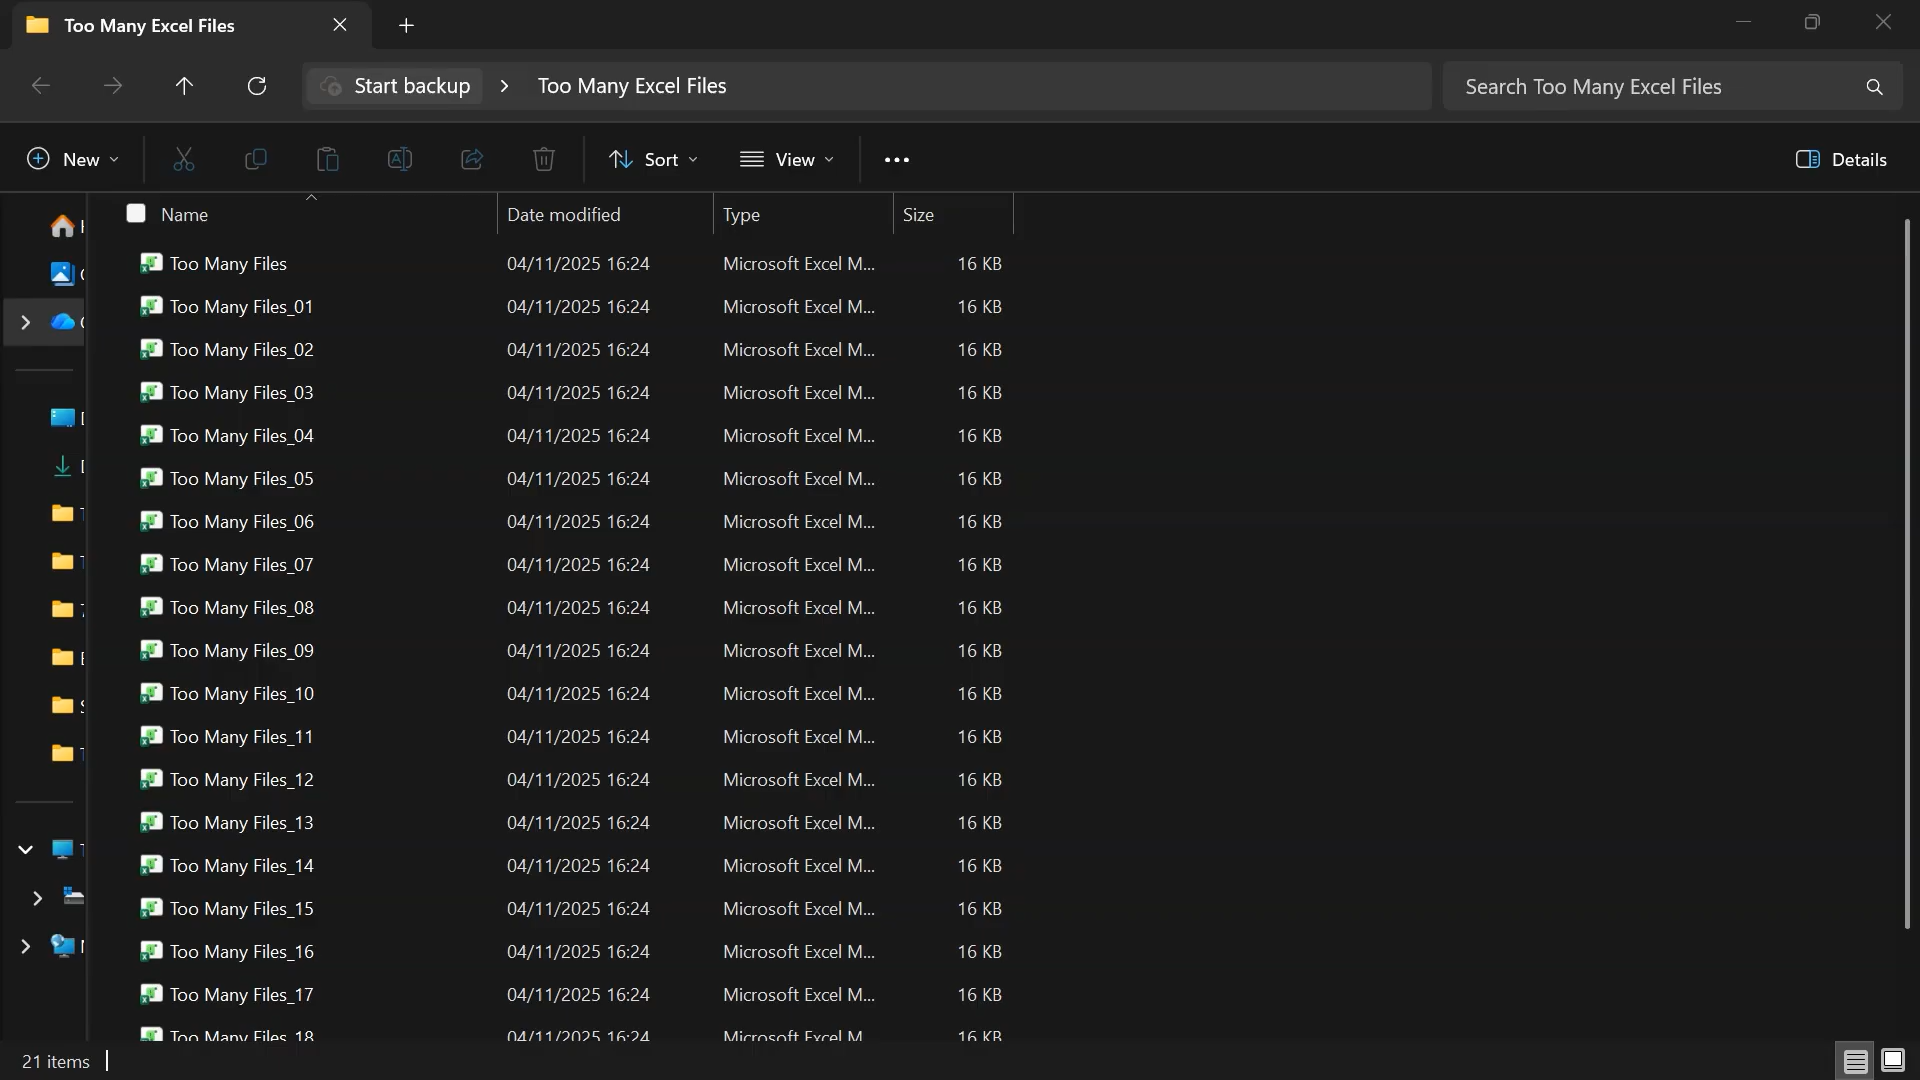 Too Many Excel Files
Start backup > Too Many Excel Files
Search Too Many Excel Files
New
Sort
View
Details
Name Date modified Type Size
Too Many Files 04/11/2025 16:24 Microsoft Excel M... 16 KB
Too Many Files_01 04/11/2025 16:24 Microsoft Excel M... 16 KB
Too Many Files_02 04/11/2025 16:24 Microsoft Excel M... 16 KB
Too Many Files_03 04/11/2025 16:24 Microsoft Excel M... 16 KB
Too Many Files_04 04/11/2025 16:24 Microsoft Excel M... 16 KB
Too Many Files_05 04/11/2025 16:24 Microsoft Excel M... 16 KB
Too Many Files_06 04/11/2025 16:24 Microsoft Excel M... 16 KB
Too Many Files_07 04/11/2025 16:24 Microsoft Excel M... 16 KB
Too Many Files_08 04/11/2025 16:24 Microsoft Excel M... 16 KB
Too Many Files_09 04/11/2025 16:24 Microsoft Excel M... 16 KB
Too Many Files_10 04/11/2025 16:24 Microsoft Excel M... 16 KB
Too Many Files_11 04/11/2025 16:24 Microsoft Excel M... 16 KB
Too Many Files_12 04/11/2025 16:24 Microsoft Excel M... 16 KB
Too Many Files_13 04/11/2025 16:24 Microsoft Excel M... 16 KB
Too Many Files_14 04/11/2025 16:24 Microsoft Excel M... 16 KB
Too Many Files_15 04/11/2025 16:24 Microsoft Excel M... 16 KB
Too Many Files_16 04/11/2025 16:24 Microsoft Excel M... 16 KB
Too Many Files_17 04/11/2025 16:24 Microsoft Excel M... 16 KB
Too Many Files_18 04/11/2025 16:24 Microsoft Excel M 16 KB
21 items